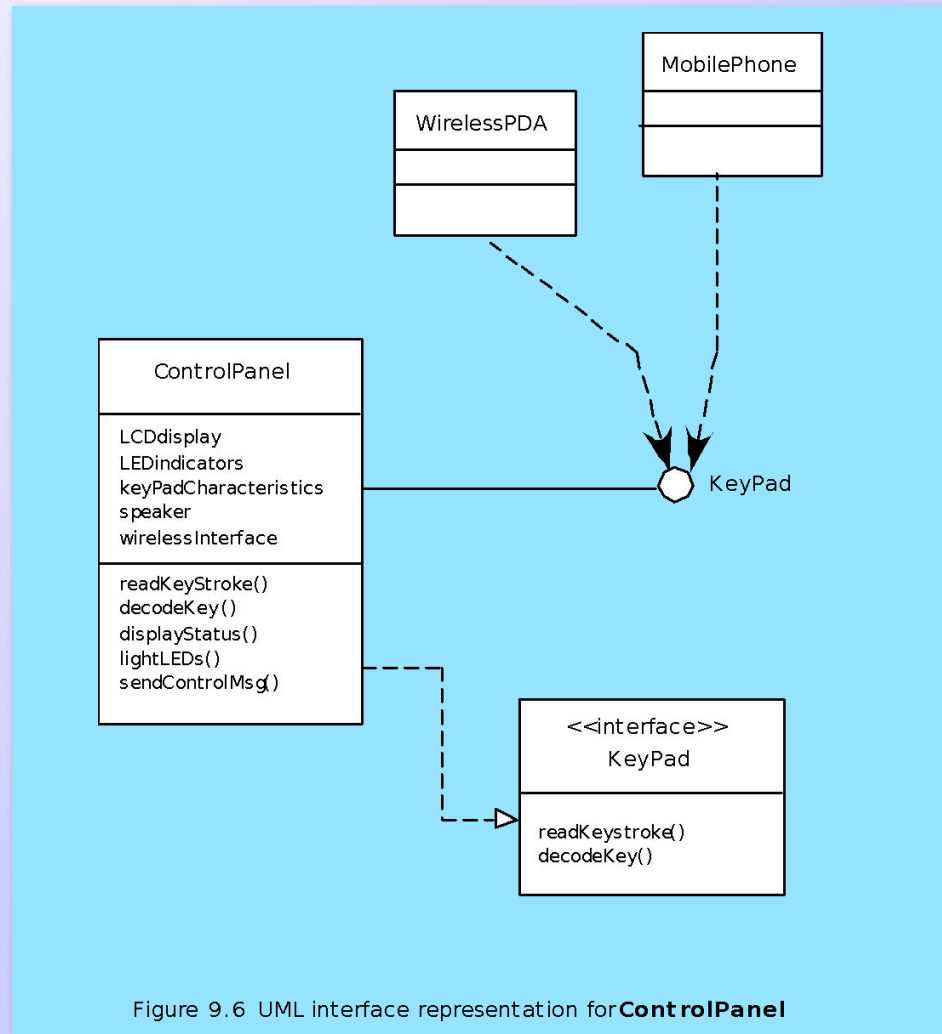 MobilePhone
WirelessPDA
ControlPanel
LCDdisplay
LEDindicators
keyPadCharacteristics
speaker
wirelessInterface
KeyPad
readKeyStroke()
decodeKey()
displayStatus()
lightLEDs()
sendControlMsg()
<<interface>>
KeyPad
readKeystroke()
decodeKey()
Figure 9.6 UML interface representation for ControlPanel